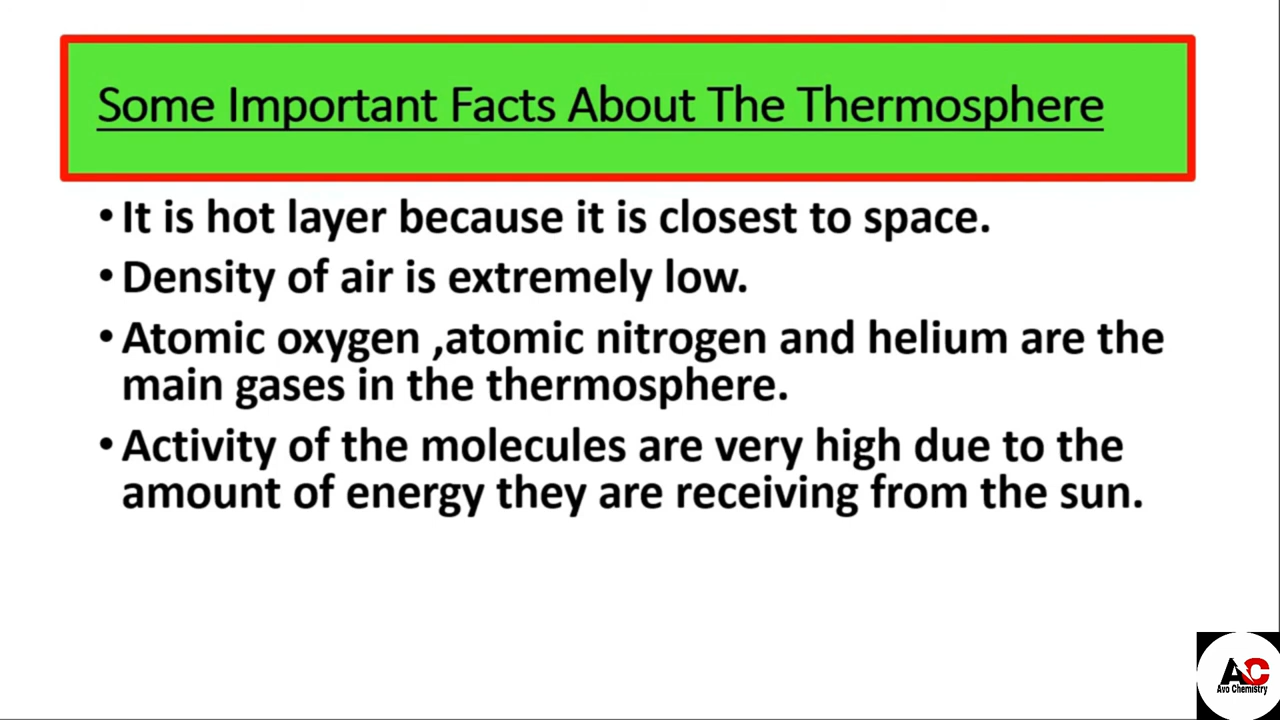 Some Important Facts About The Thermosphere
• It is hot layer because it is closest to space.
• Density of air is extremely low.
• Atomic oxygen ,atomic nitrogen and helium are the
main gases in the thermosphere.
• Activity of the molecules are very high due to the
amount of energy they are receiving from the sun.
AC
Avo Chemistry